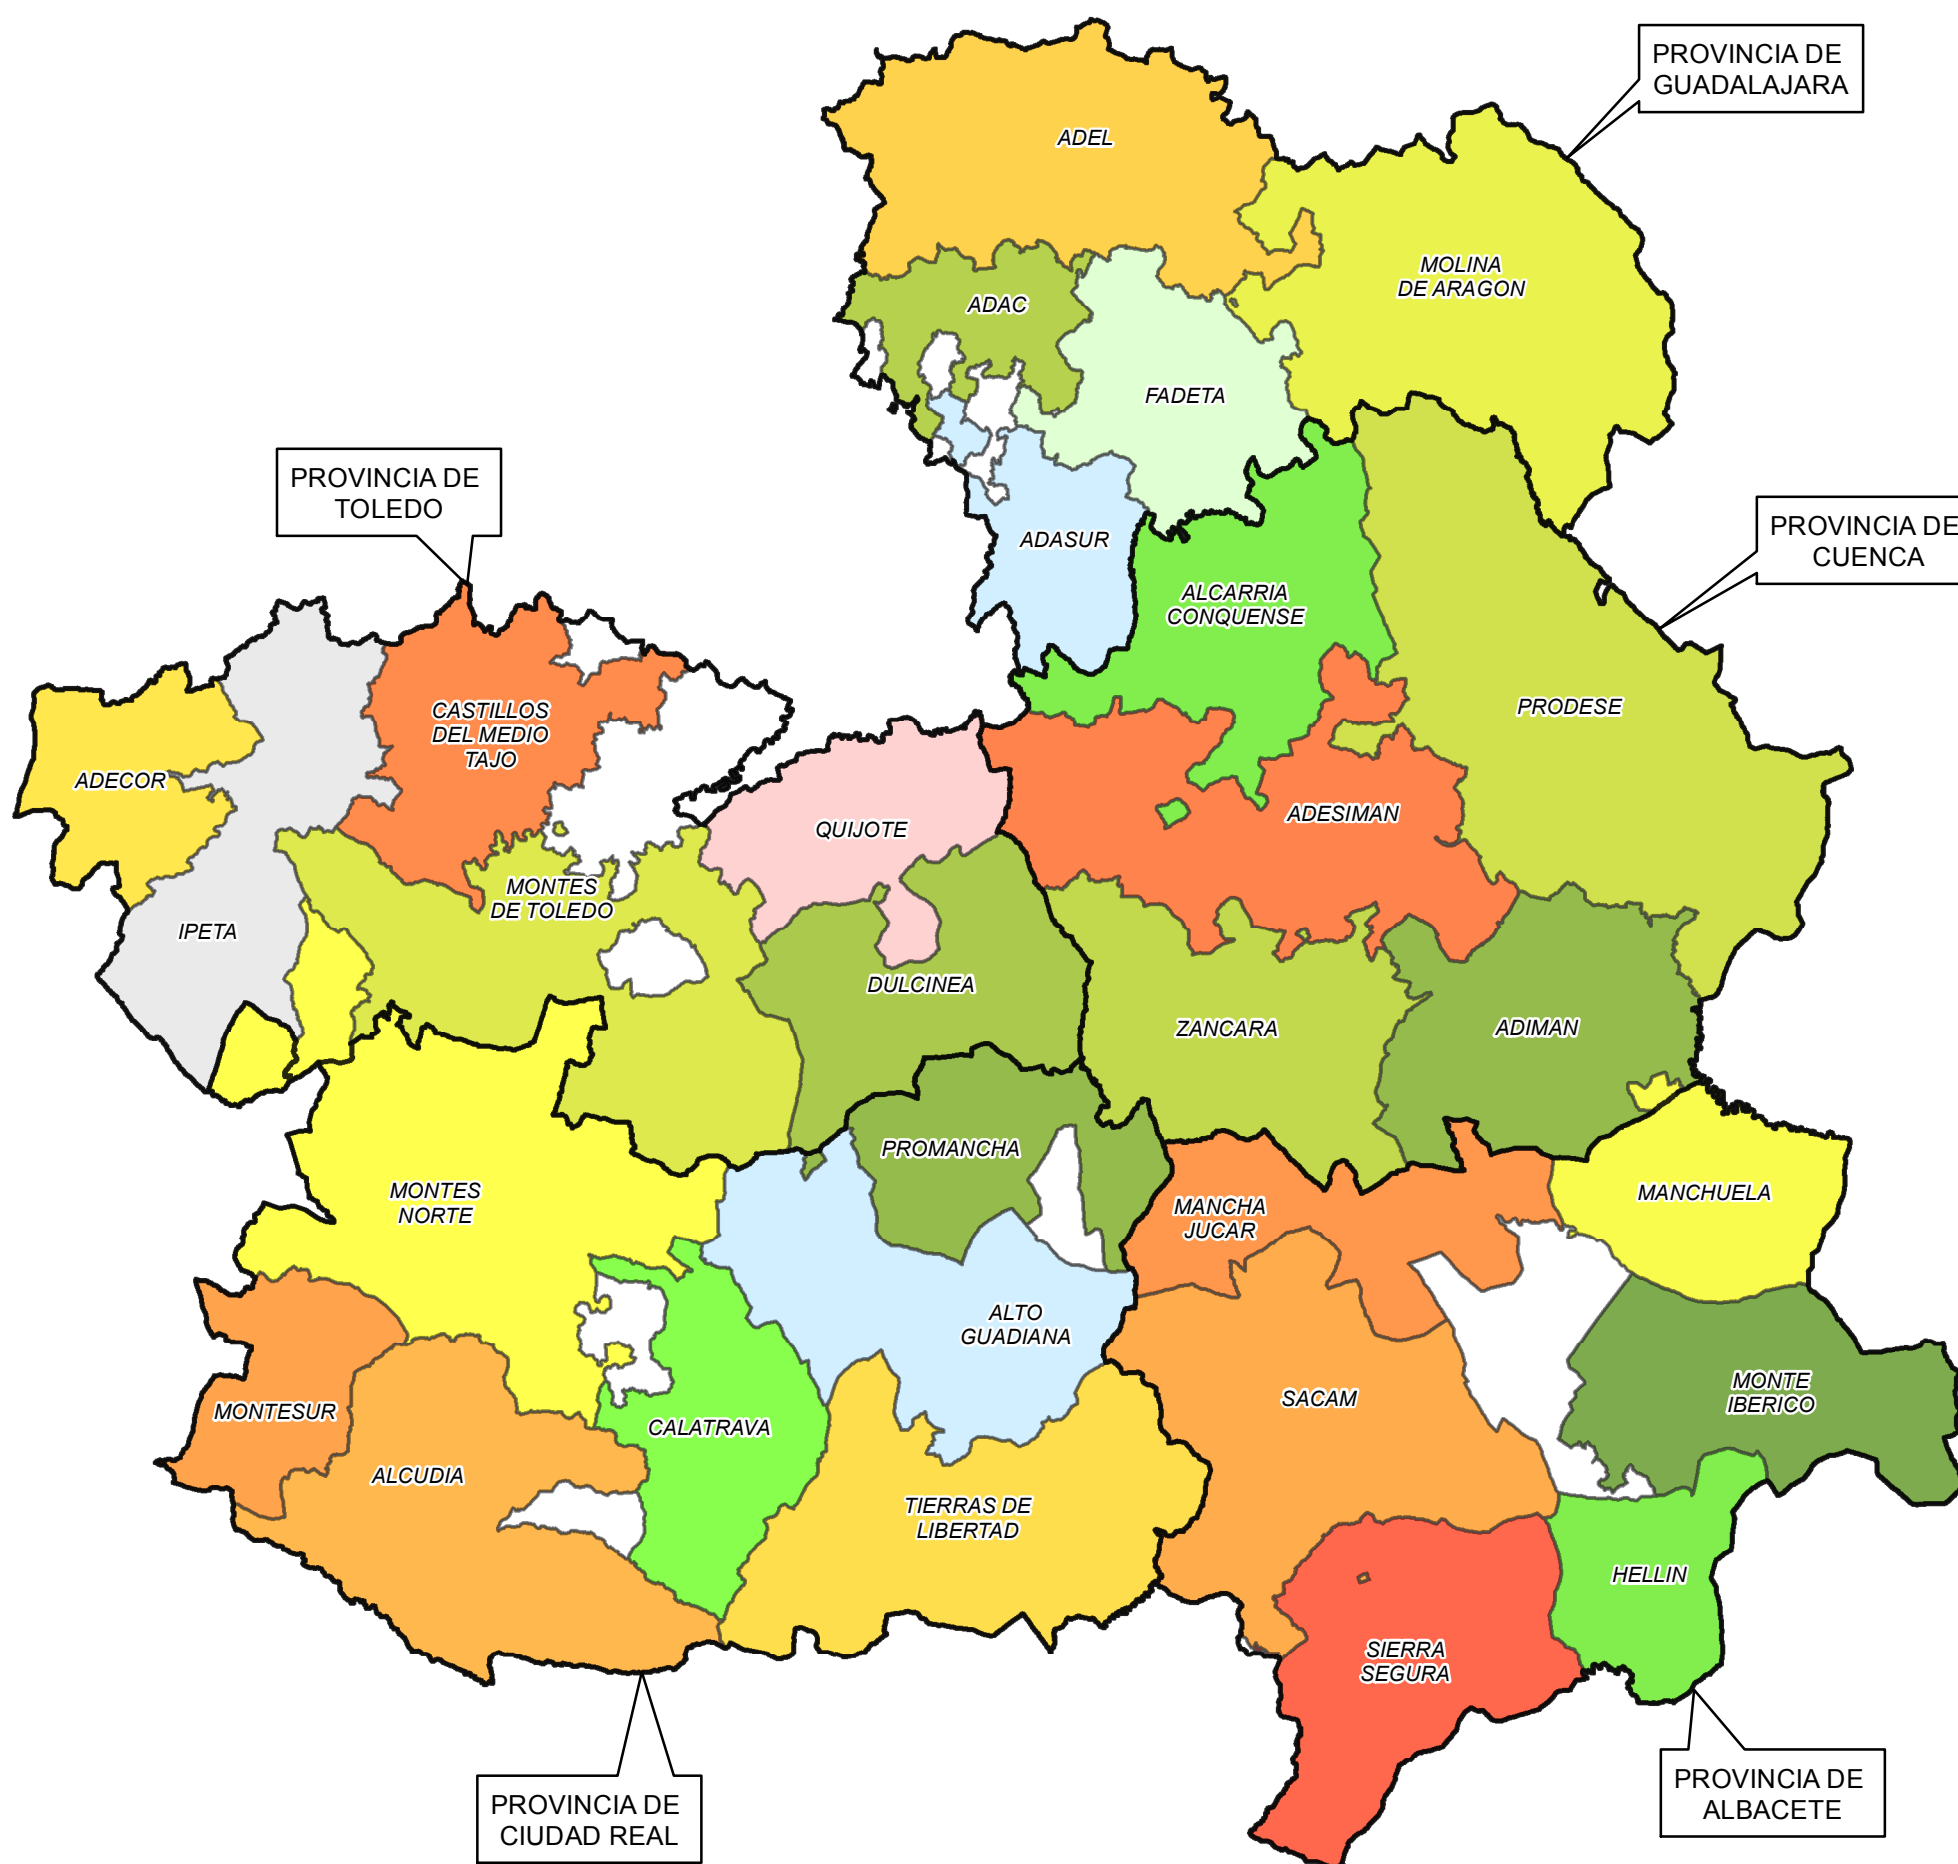 PROVINCIA DE
GUADALAJARA
ADEL
MOLINA
DE ARAGON
ADAC
FADETA
PROVINCIA DE
TOLEDO
PROVINCIA DE
CUENCA
ADASUR
ALCARRIA
CONQUENSE
CASTILLOS
DEL MEDIO
TAJO
PRODESE
ADECOR
QUIJOTE
ADESIMAN
MONTES
DE TOLEDO
IPETA
DULCINEA
ZANCARA
ADIMAN
PROMANCHA
MONTES
NORTE
MANCHA
JUCAR
MANCHUELA
ALTO
GUADIANA
MONTESUR
CALATRAVA
SACAM
MONTE
IBERICO
ALCUDIA
TIERRAS DE
LIBERTAD
HELLIN
SIERRA
SEGURA
PROVINCIA DE
CIUDAD REAL
PROVINCIA DE
ALBACETE